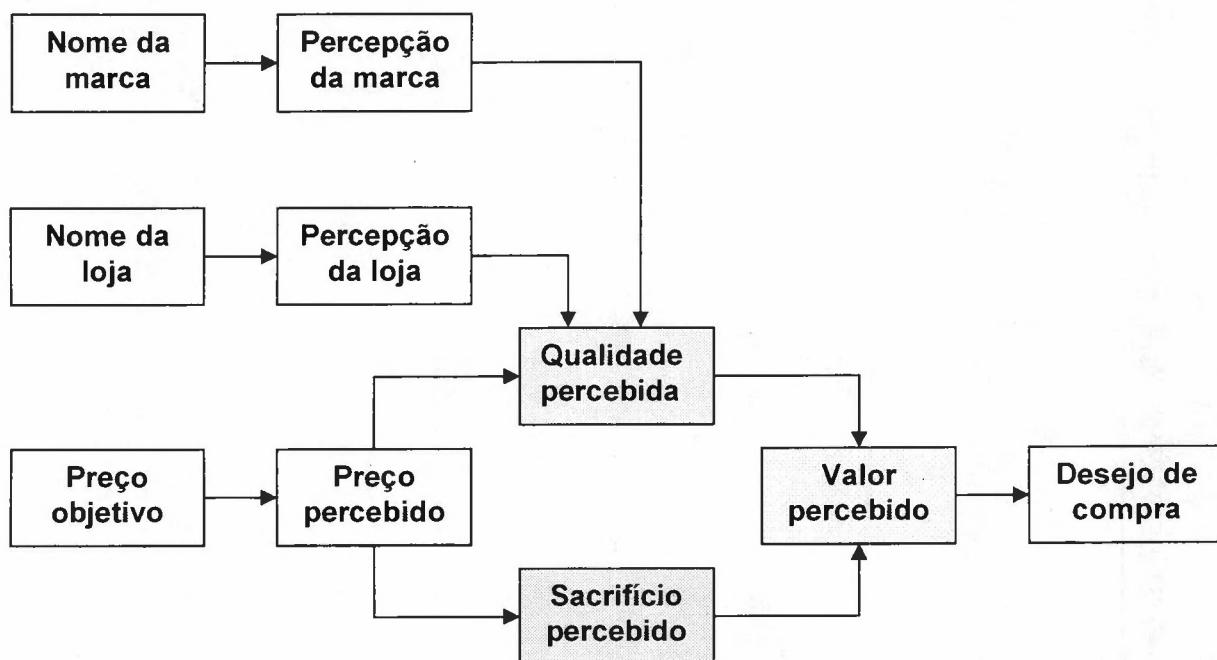 Nome da
marca
Percepção
da marca
Nome da
loja
Percepção
da loja
Qualidade
percebida
Preço
objetivo
Preço
percebido
Valor
percebido
Desejo de
compra
Sacrifício
percebido